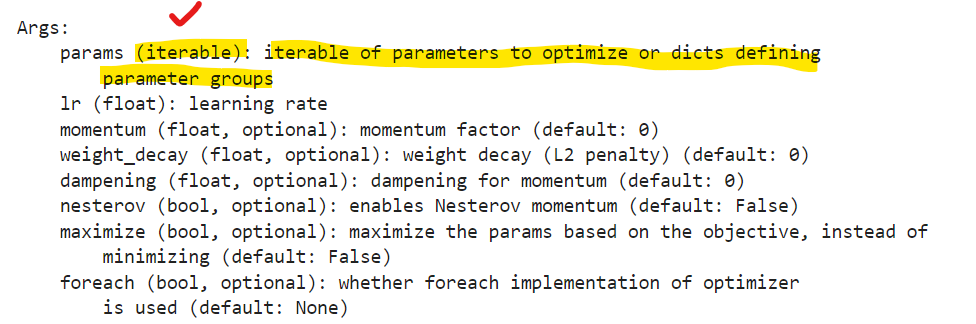 Args:
params (iterable): iterable of parameters to optimize or dicts defining
parameter groups
lr (float): learning rate
momentum (float, optional): momentum factor (default: 0)
weight_decay (float, optional): weight decay (L2 penalty) (default: 0)
dampening (float, optional): dampening for momentum (default: 0)
nesterov (bool, optional): enables Nesterov momentum (default: False)
maximize (bool, optional): maximize the params based on the objective, instead of
minimizing (default: False)
foreach (bool, optional): whether foreach implementation of optimizer
is used (default: None)